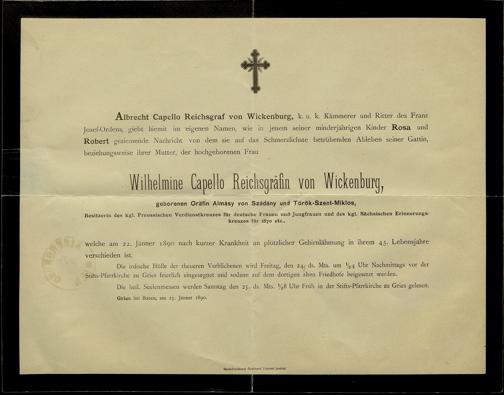 Albrecht Capello Reichsgraf von Wickenburg, k. u. k. Kämmerer und Ritter des Franz
Josef-Ordens, giebt hiemit im eigenen Namen, wie in jenem seiner minderjährigen Kinder Rosa und
Robert geziemende Nachricht von dem sie auf das Schmerzlichste betrübenden Ableben seiner Gattin,
beziehungsweise ihrer Mutter, der hochgeborenen Frau
Wilhelmine Capello Reichsgräfin von Wickenburg,
geborenen Gräfin Almásy von Szádány und Török-Szent-Miklos,
Besitzerin des kgl. Preussischen Verdienstkreuzes für deutsche Frauen und Jungfrauen und des kgl. Sächsischen Erinnerungs-
kreuzes für 1870 etc.,
welche am 22. Jänner 1890 nach kurzer Krankheit an plötzlicher Gehirnlähmung in ihrem 45. Lebensjahre
verschieden ist.
Die irdische Hülle der theueren Verblichenen wird Freitag, den 24. ds. Mts. um ½4 Uhr Nachmittags vor der
Stifts-Pfarrkirche zu Gries feierlich eingesegnet und sodann auf dem dortigen alten Friedhofe beigesetzt werden.
Die heil. Seelenmessen werden Samstag den 25. ds. Mts. ½8 Uhr Früh in der Stifts-Pfarrkirche zu Gries gelesen.
Gries bei Bozen, am 23. Jänner 1890.